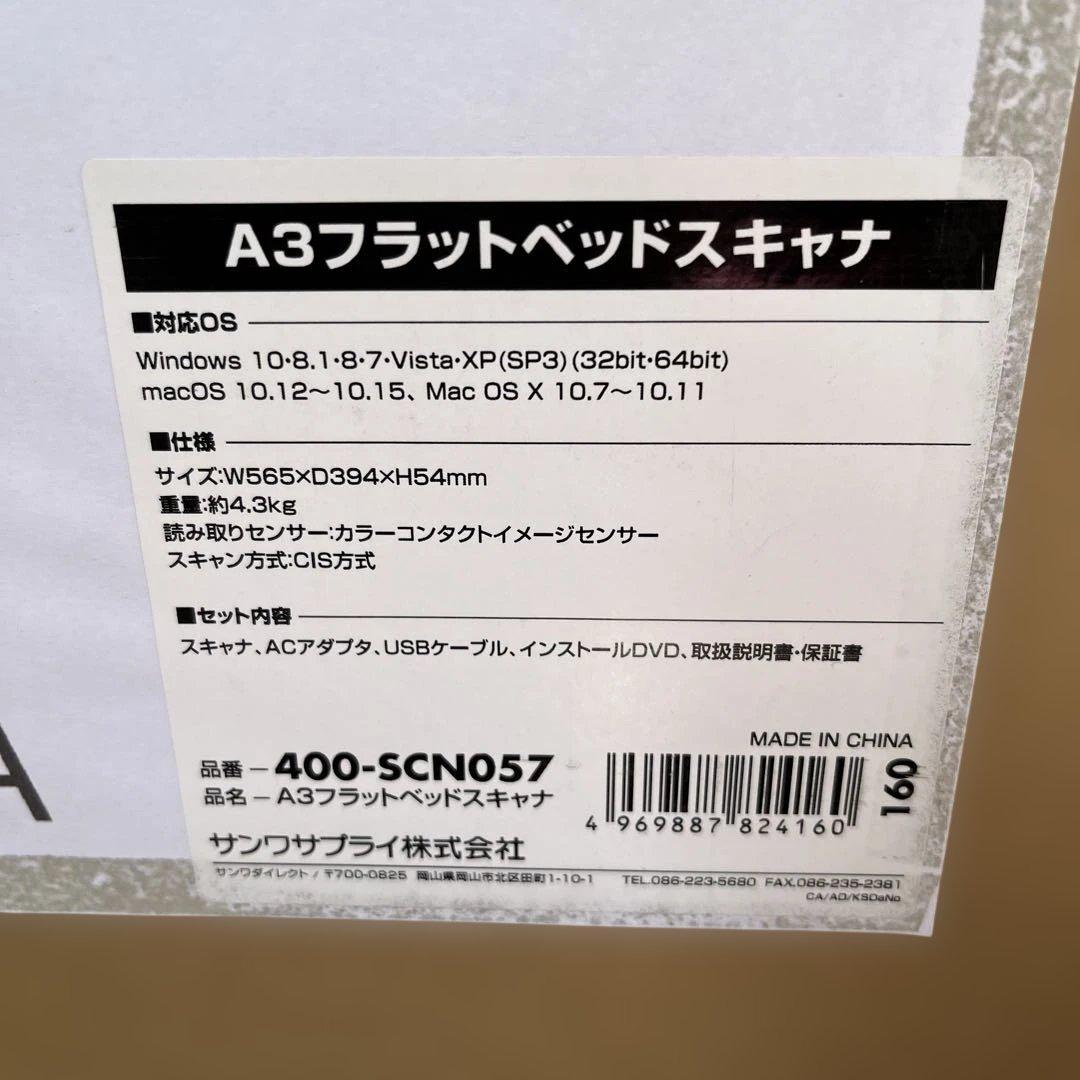 A3フラットベッドスキャナ
■対応OS
Windows 10・8.1・8・7・Vista・XP(SP3)(32bit・64bit)
macOS 10.12～10.15、Mac OS X 10.7～10.11
■仕様
サイズ:W565×D394×H54mm
重量:約4.3kg
読み取りセンサー:カラーコンタクトイメージセンサー
スキャン方式:CIS方式
■セット内容
スキャナ、ACアダプタ、USBケーブル、インストールDVD、取扱説明書・保証書
MADE IN CHINA
品番 − 400-SCN057
品名 − A3フラットベッドスキャナ
4 969887 824160
160
サンワサプライ株式会社
サンワダイレクト / 〒700-0825 岡山県岡山市北区田町1-10-1 TEL.086-223-5680 FAX.086-235-2381
CA/AD/KSDaNo
A